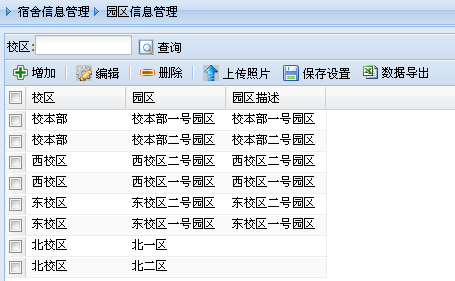 宿舍信息管理 园区信息管理
校区: 查询
增加 编辑 删除 上传照片 保存设置 数据导出
校区 园区 园区描述
校本部 校本部一号园区 校本部一号园区
校本部 校本部二号园区 校本部二号园区
西校区 西校区二号园区 西校区二号园区
西校区 西校区一号园区 西校区一号园区
东校区 东校区二号园区 东校区二号园区
东校区 东校区一号园区 东校区一号园区
北校区 北一区
北校区 北二区